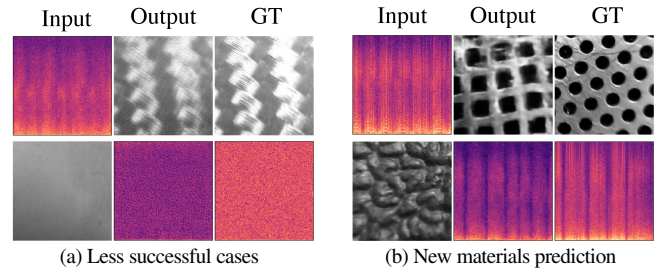 Input Output GT Input Output GT
(a) Less successful cases (b) New materials prediction